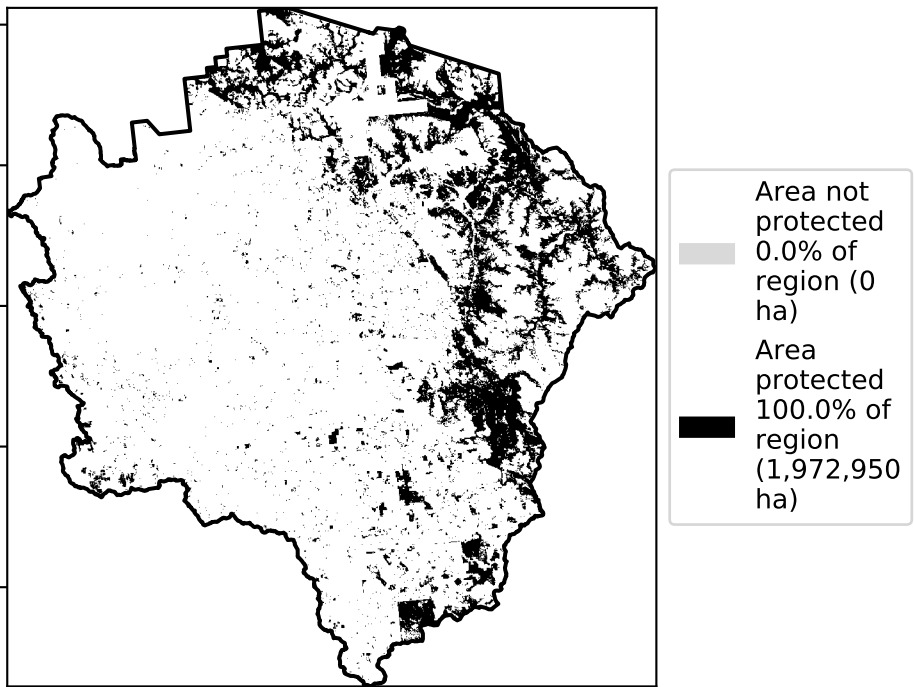 Area not
protected
0.0% of
region (0
ha)
Area
protected
100.0% of
region
(1,972,950
ha)